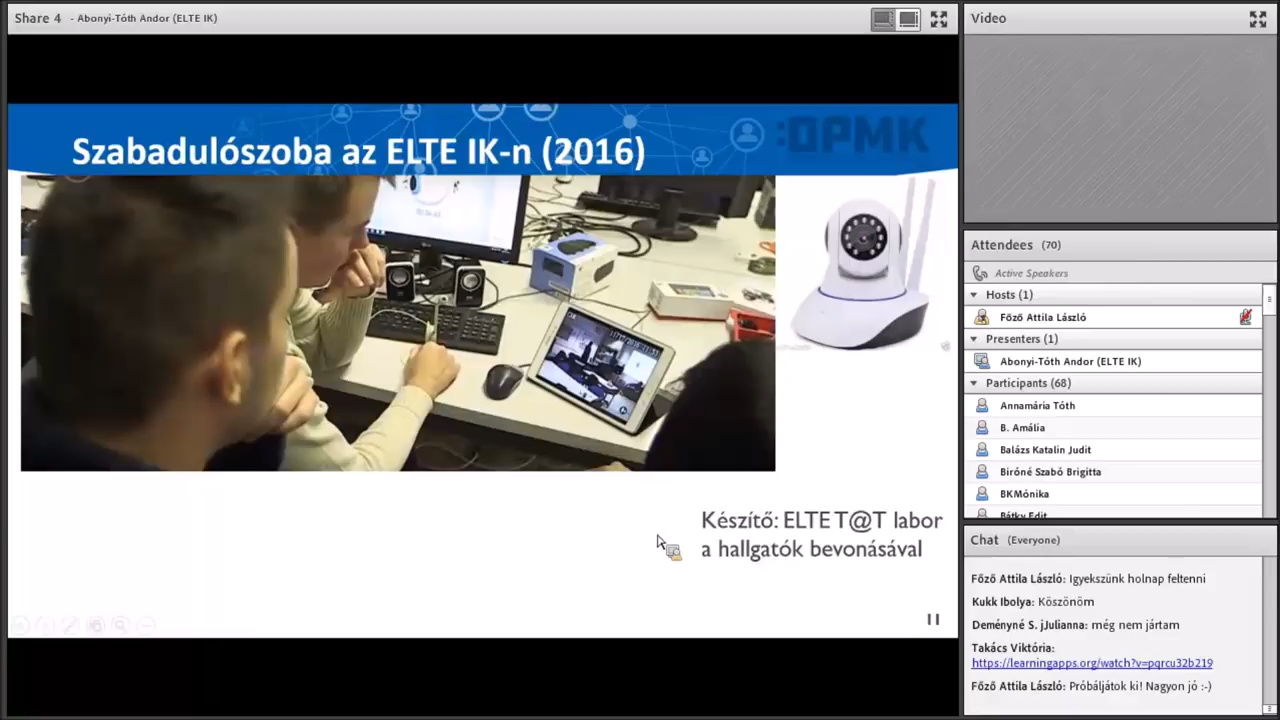 Share 4 - Abonyi-Tóth Andor (ELTE IK)
Szabadulószoba az ELTE IK-n (2016)
:OPMK
Készítő: ELTE T@T labor
a hallgatók bevonásával
11
Video
Attendees (70)
Active Speakers
Hosts (1)
Főző Attila László
Presenters (1)
Abonyi-Tóth Andor (ELTE IK)
Participants (68)
Annamária Tóth
B. Amália
Balázs Katalin Judit
Biróné Szabó Brigitta
BKMónika
Bátky Edit
Chat (Everyone)
Főző Attila László: Igyekszünk holnap feltenni
Kukk Ibolya: Köszönöm
Deményné S. jJulianna: még nem jártam
Takács Viktória:
https://learningapps.org/watch?v=pqrcu32b219
Főző Attila László: Próbáljátok ki! Nagyon jó :-)